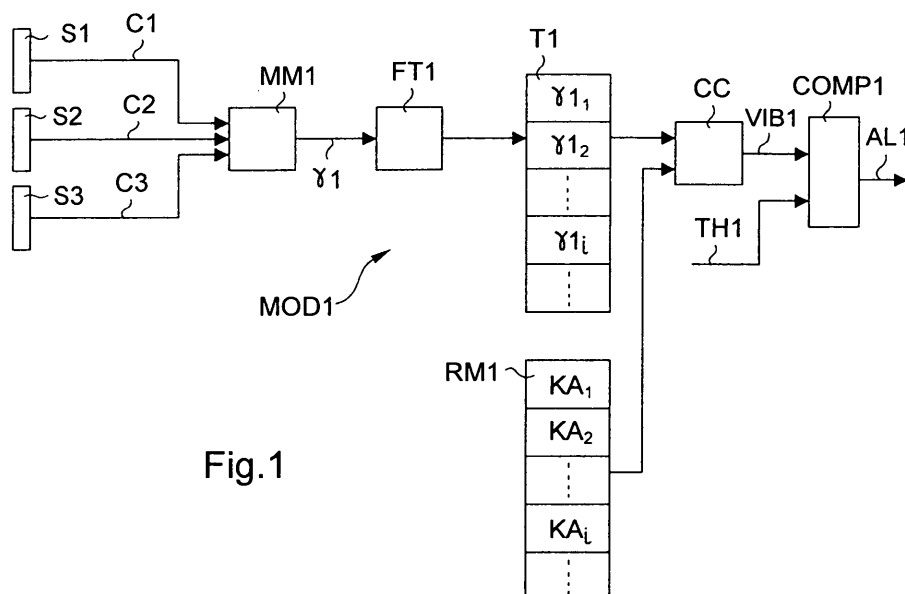 S1
C1
S2
C2
S3
C3
MM1
γ1
FT1
T1
γ1₁
γ1₂
γ1ᵢ
CC
VIB1
COMP1
AL1
TH1
MOD1
RM1
KA₁
KA₂
KAᵢ
Fig.1